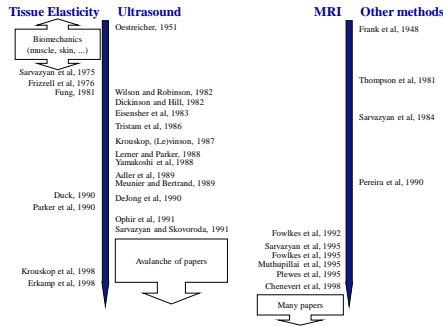 Tissue Elasticity
Ultrasound
MRI
Other methods
Biomechanics
(muscle, skin, ...)
Sarvazyan et al, 1975
Frizzell et al, 1976
Fung, 1981
Duck, 1990
Parker et al, 1990
Krouskop et al, 1998
Erkamp et al, 1998
Oestreicher, 1951
Wilson and Robinson, 1982
Dickinson and Hill, 1982
Eisensher et al, 1983
Tristam et al, 1986
Krouskop, (Le)vinson, 1987
Lerner and Parker, 1988
Yamakoshi et al, 1988
Adler et al, 1989
Meunier and Bertrand, 1989
DeJong et al, 1990
Ophir et al, 1991
Sarvazyan and Skovoroda, 1991
Avalanche of papers
Fowlkes et al, 1992
Sarvazyan et al, 1995
Fowlkes et al, 1995
Muthupillai et al, 1995
Plewes et al, 1995
Chenevert et al, 1998
Many papers
Frank et al, 1948
Thompson et al, 1981
Sarvazyan et al, 1984
Pereira et al, 1990